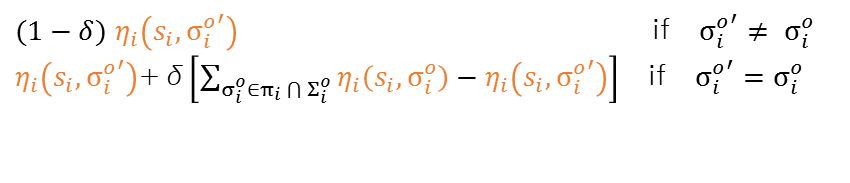 (1 − δ) ηᵢ(sᵢ, σᵢᵒ′) if σᵢᵒ′ ≠ σᵢᵒ
ηᵢ(sᵢ, σᵢᵒ′)+ δ[∑_{σᵢᵒ∈πᵢ ∩ Σᵢᵒ} ηᵢ(sᵢ, σᵢᵒ) − ηᵢ(sᵢ, σᵢᵒ′)] if σᵢᵒ′ = σᵢᵒ